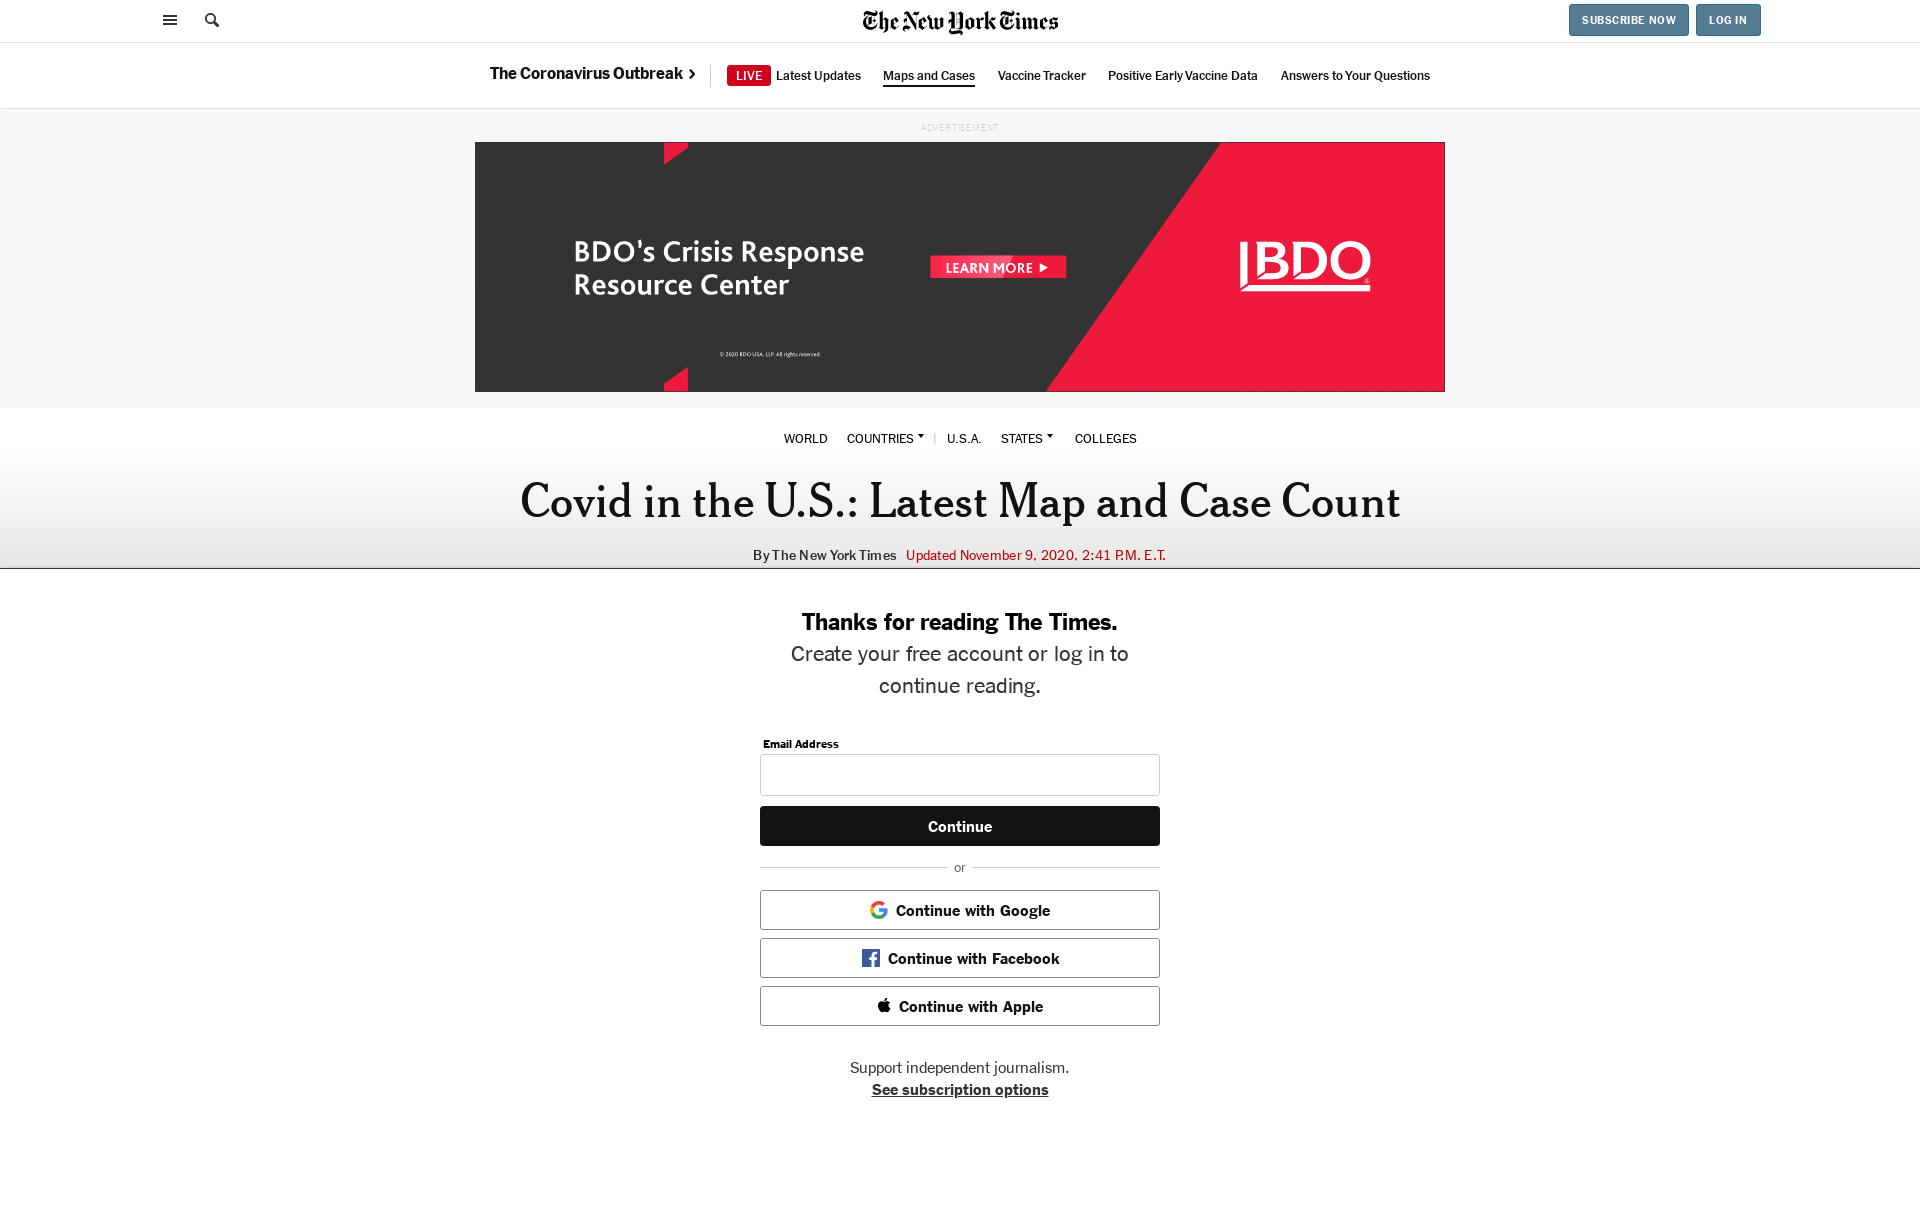 The New York Times
SUBSCRIBE NOW
LOG IN
The Coronavirus Outbreak
LIVE Latest Updates
Maps and Cases
Vaccine Tracker
Positive Early Vaccine Data
Answers to Your Questions
ADVERTISEMENT
BDO's Crisis Response
Resource Center
LEARN MORE
BDO
®
© 2020 BDO USA, LLP. All rights reserved.
WORLD COUNTRIES | U.S.A. STATES COLLEGES
Covid in the U.S.: Latest Map and Case Count
By The New York Times Updated November 9, 2020, 2:41 P.M. E.T.
Thanks for reading The Times.
Create your free account or log in to
continue reading.
Email Address
Continue
or
Continue with Google
Continue with Facebook
Continue with Apple
Support independent journalism.
See subscription options